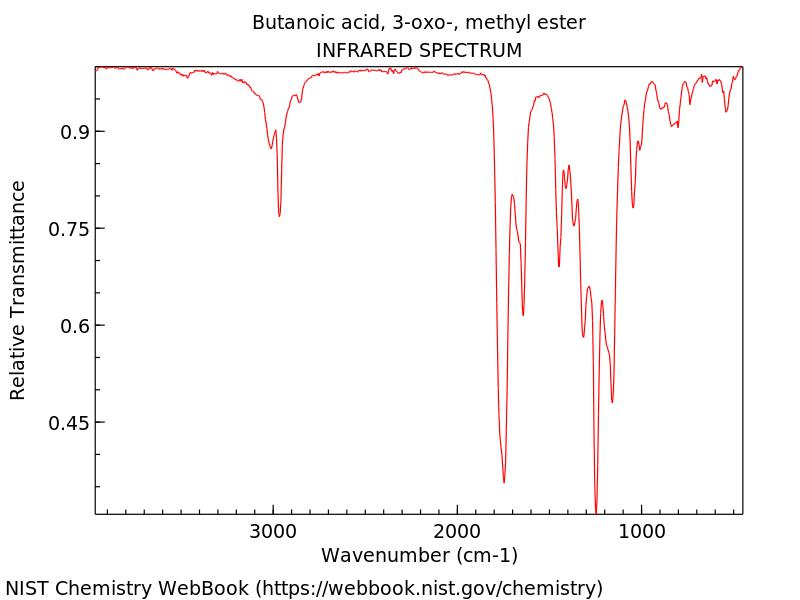 Butanoic acid, 3-oxo-, methyl ester
INFRARED SPECTRUM
Relative Transmittance
0.9
0.75
0.6
0.45
3000 2000 1000
Wavenumber (cm-1)
NIST Chemistry WebBook (https://webbook.nist.gov/chemistry)